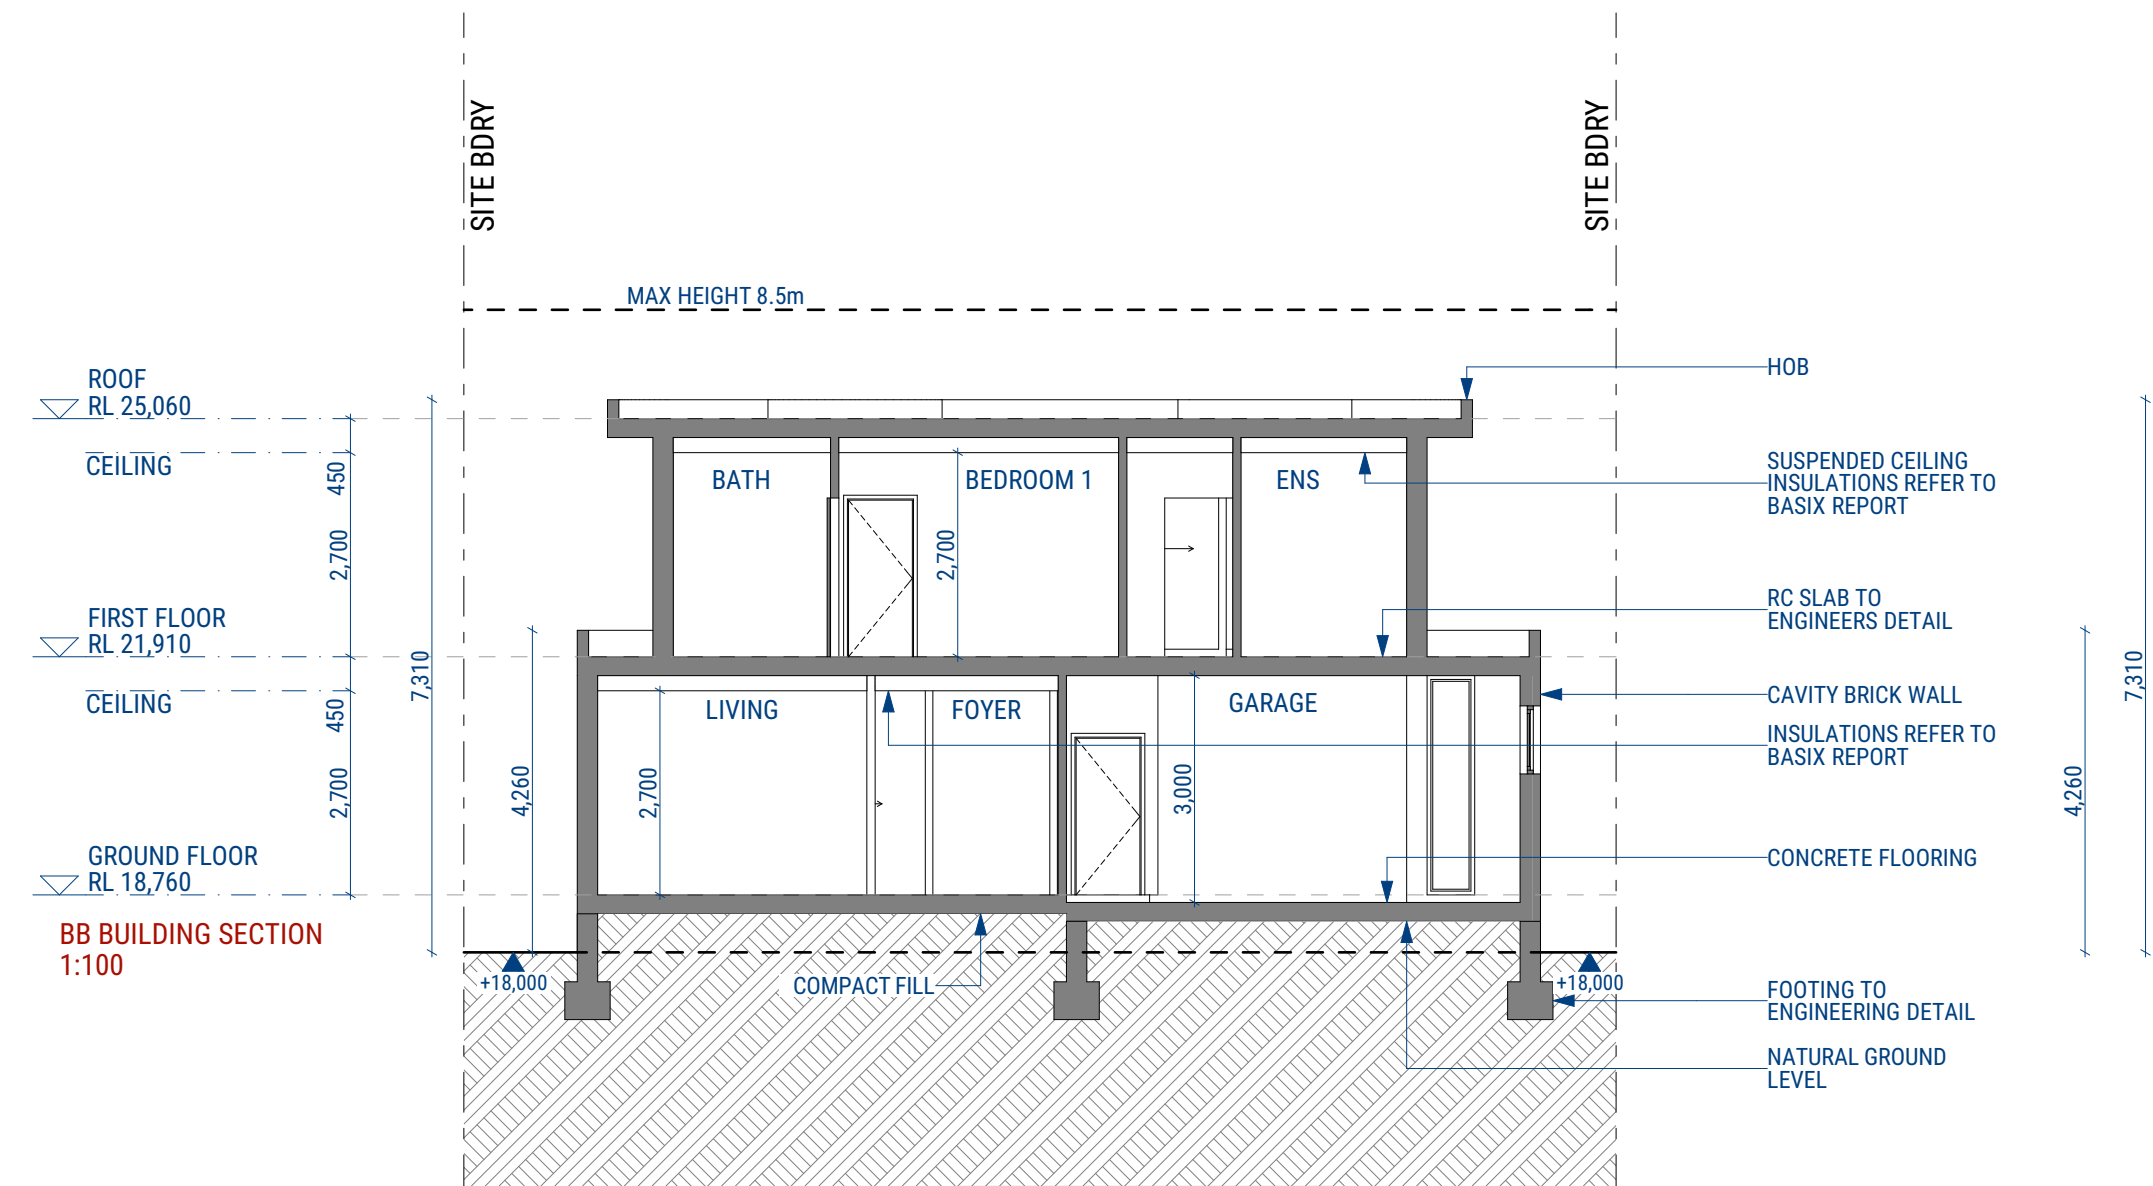 SITE BDRY
SITE BDRY
MAX HEIGHT 8.5m
ROOF
RL 25,060
CEILING
450
2,700
FIRST FLOOR
RL 21,910
CEILING
450
2,700
GROUND FLOOR
RL 18,760
BB BUILDING SECTION
1:100
7,310
4,260
BATH
BEDROOM 1
ENS
2,700
LIVING
FOYER
GARAGE
2,700
3,000
+18,000
COMPACT FILL
+18,000
HOB
SUSPENDED CEILING
INSULATIONS REFER TO
BASIX REPORT
RC SLAB TO
ENGINEERS DETAIL
CAVITY BRICK WALL
INSULATIONS REFER TO
BASIX REPORT
CONCRETE FLOORING
FOOTING TO
ENGINEERING DETAIL
NATURAL GROUND
LEVEL
4,260
7,310